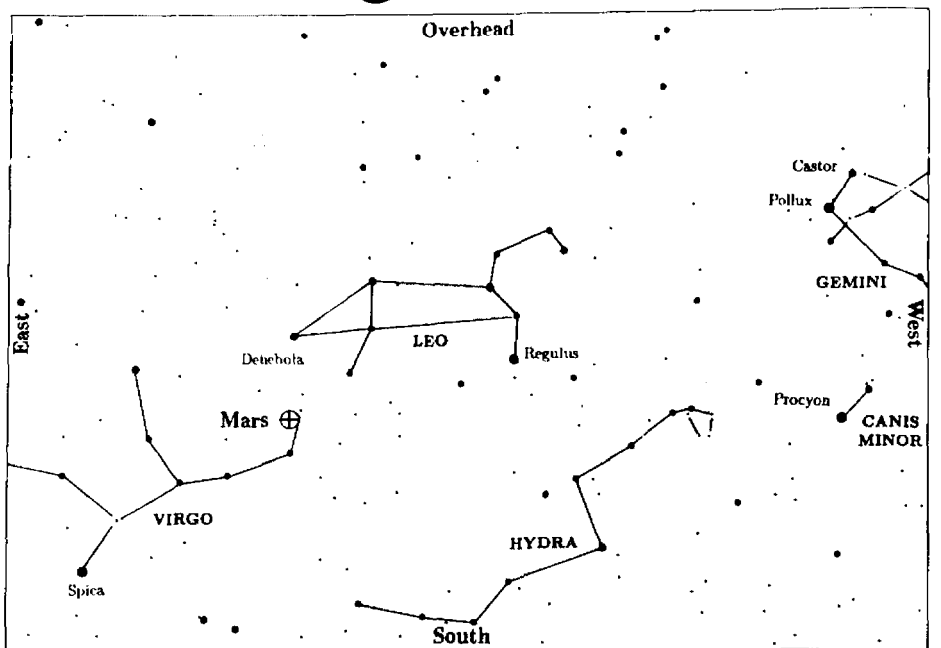 Overhead
Castor
Pollux
GEMINI
East
West
LEO
Denebola
Regulus
Procyon
CANIS
MINOR
Mars
VIRGO
HYDRA
Spica
South